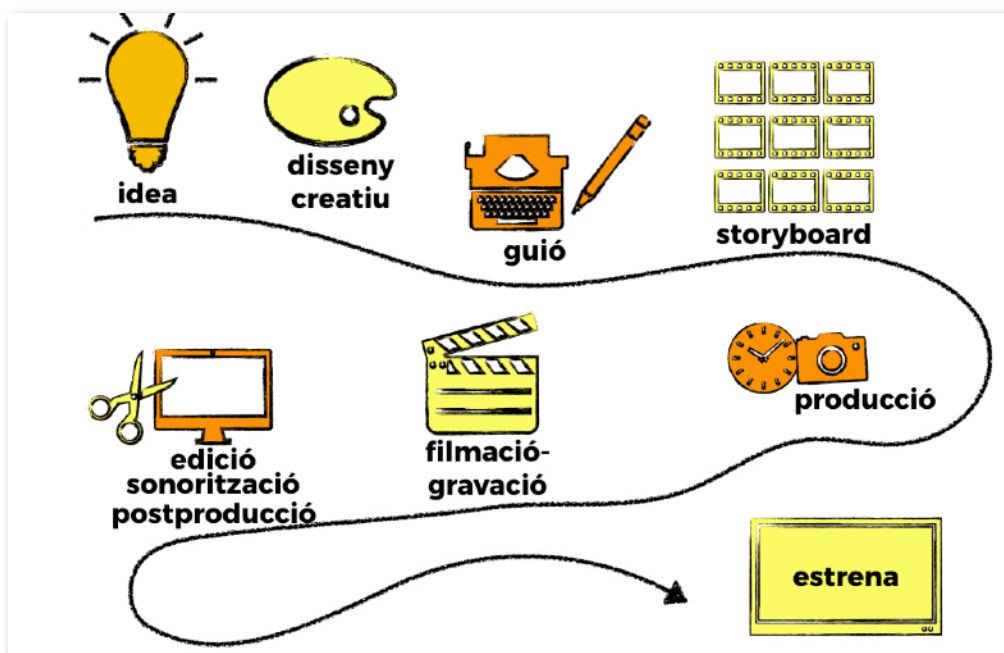 idea
disseny
creatiu
guió
storyboard
producció
filmació-
gravació
edició
sonorització
postproducció
estrena